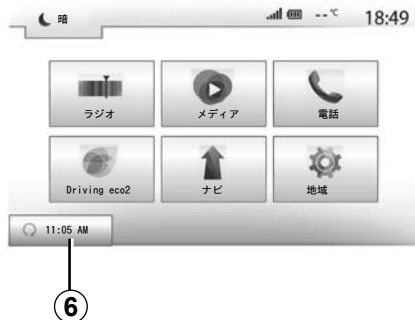 暗 --℃ 18:49
ラジオ メディア 電話
Driving eco2 ナビ 地域
11:05 AM
6